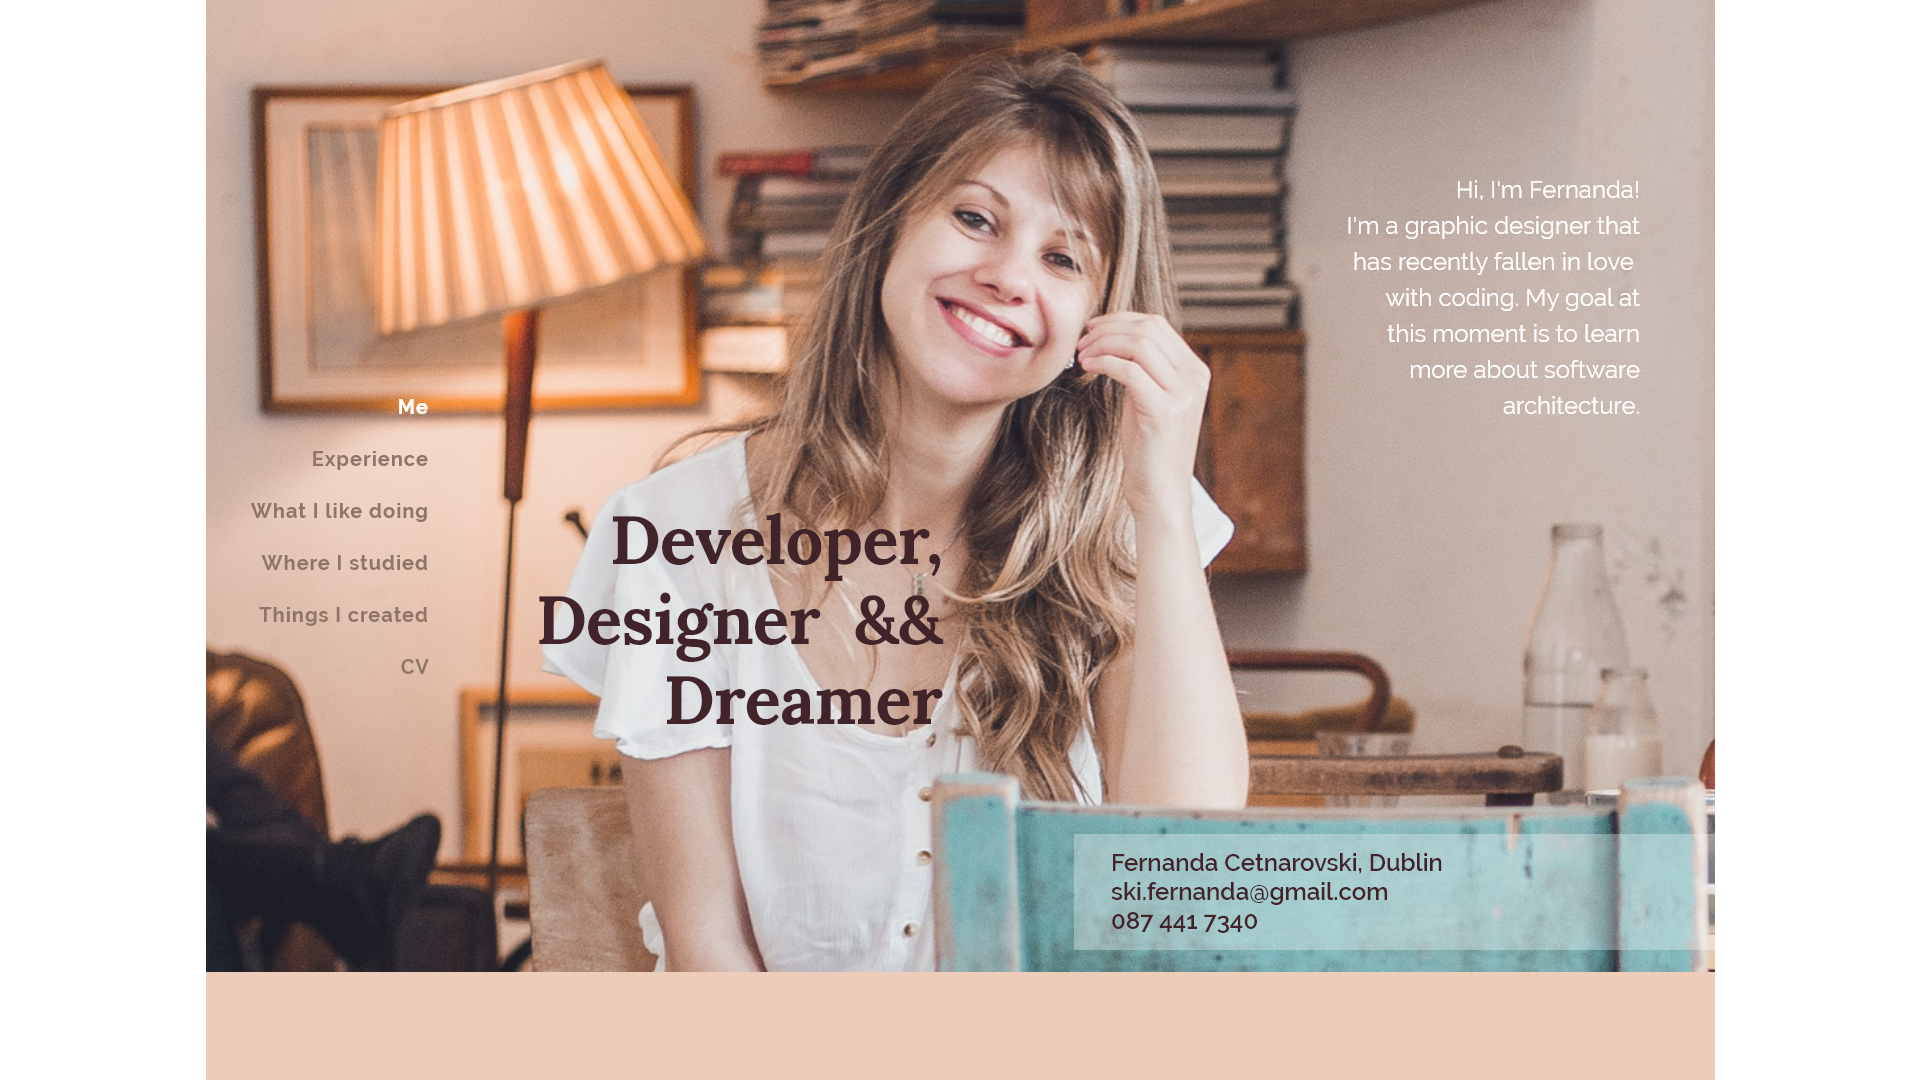 Hi, I'm Fernanda!
I'm a graphic designer that
has recently fallen in love
with coding. My goal at
this moment is to learn
more about software
architecture.
Me
Experience
What I like doing
Where I studied
Things I created
CV
Developer,
Designer &&
Dreamer
Fernanda Cetnarovski, Dublin
ski.fernanda@gmail.com
087 441 7340